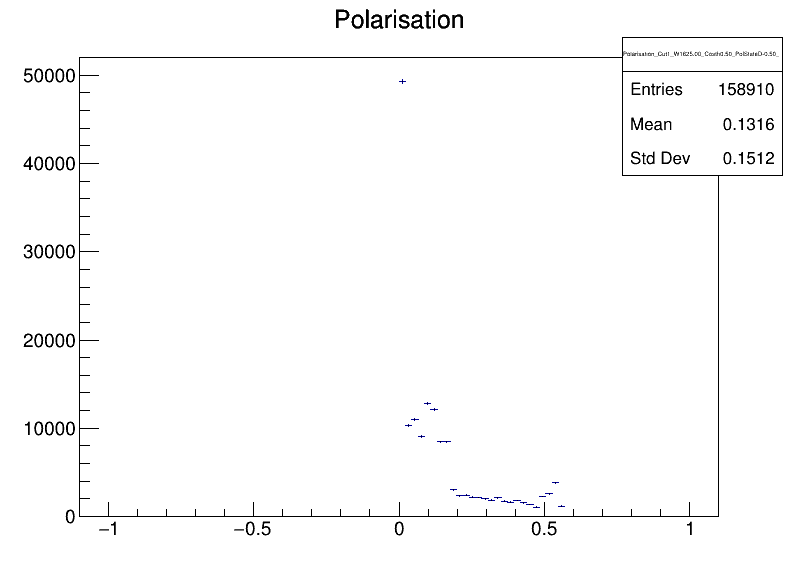 Polarisation
Polarisation_Cut1_W1625.00_Costh0.50_PolStateD-0.50_
Entries 158910
Mean 0.1316
Std Dev 0.1512
50000
40000
30000
20000
10000
0
−1 −0.5 0 0.5 1